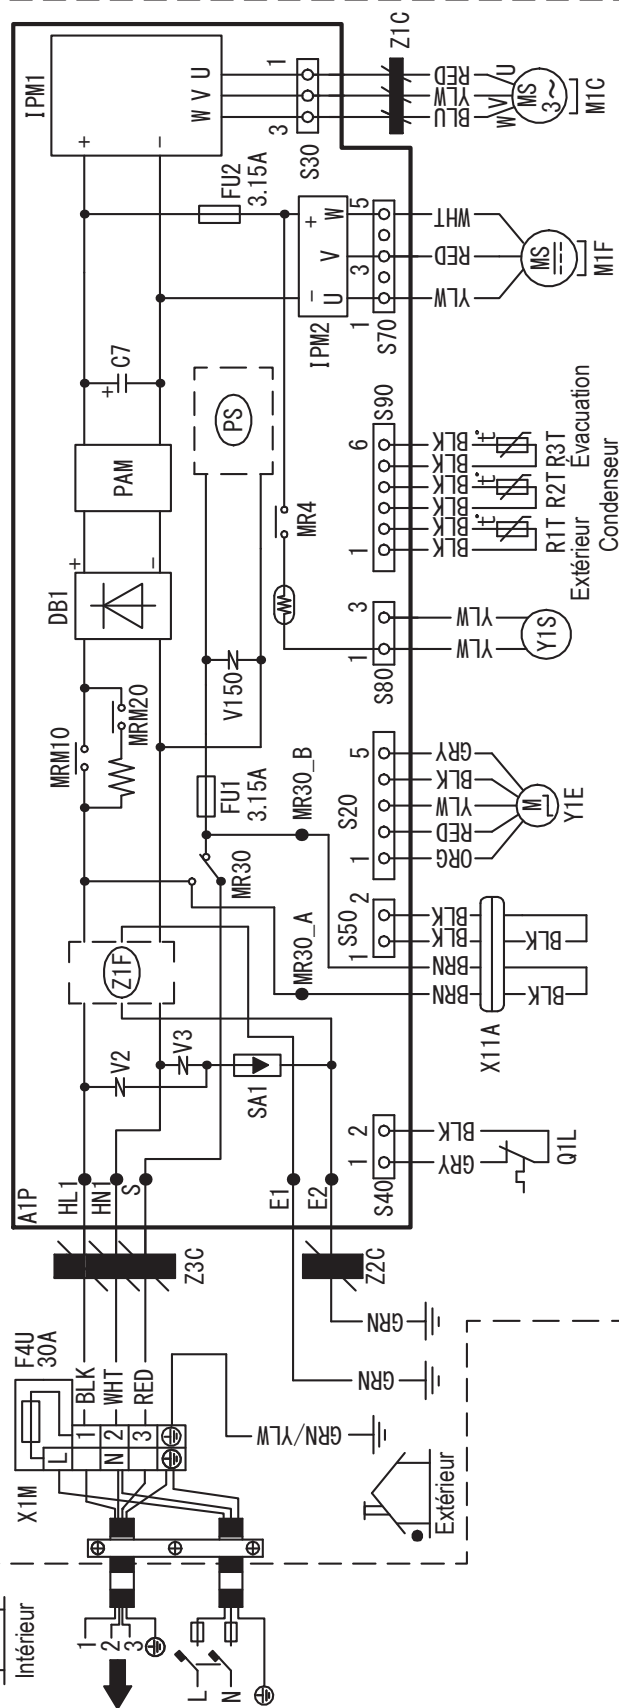 IPM1
+
−
W V U
3
1
S30
Z1C
BLU
YLW
RED
W
V
U
MS
3~
M1C
FU2
3.15A
+
−
U
V
W
IPM2
1
3
5
S70
YLW
RED
WHT
MS
M1F
+
C7
PAM
PS
MR4
S90
1
6
BLK
BLK
BLK
BLK
BLK
BLK
t°
t°
t°
R1T
R2T
R3T
Extérieur
Évacuation
Condenseur
DB1
+
−
V150
S80
1
3
YLW
YLW
Y1S
MRM10
MRM20
FU1
3.15A
MR30_B
MR30
S20
1
5
ORG
RED
YLW
BLK
GRY
M
Y1E
Z1F
MR30_A
S50
1
2
BRN
BRN
BLK
BLK
X11A
BLK
BLK
V2
V3
SA1
S40
1
2
GRY
BLK
Q1L
A1P
HL1
HN1
S
E1
E2
Z3C
Z2C
GRN
GRN
GRN/YLW
F4U
30A
BLK
WHT
RED
X1M
L
1
N
2
3
Extérieur
Intérieur
1
2
3
L
N